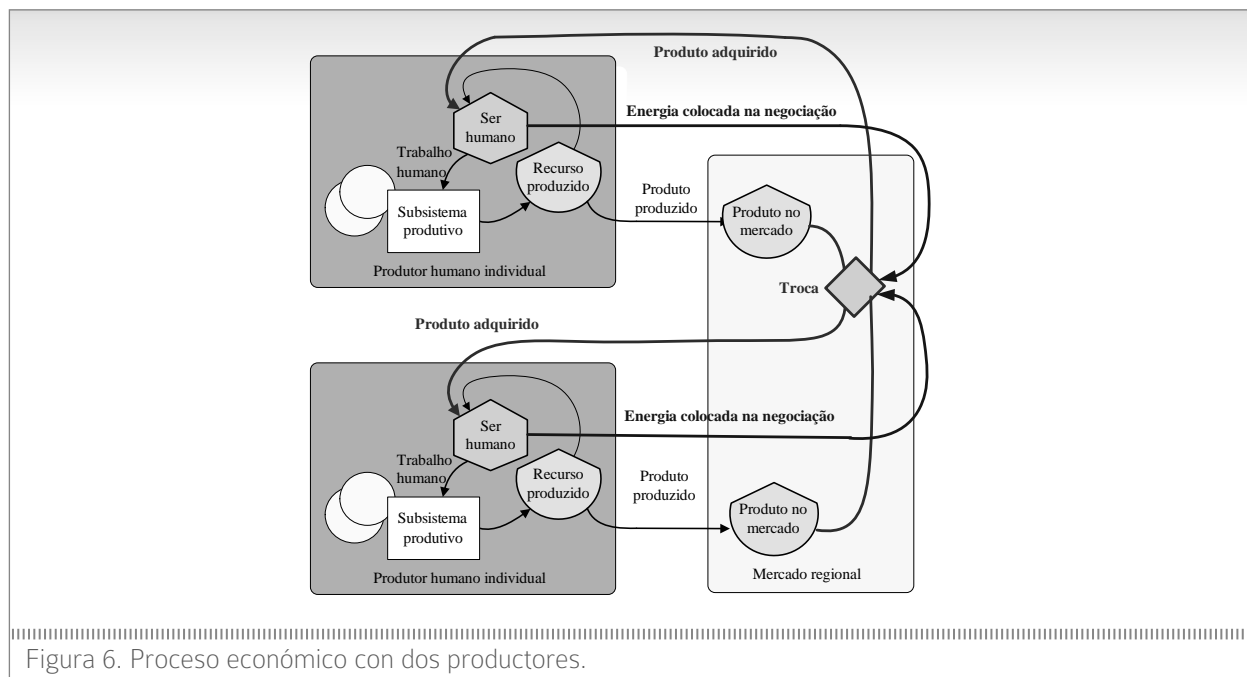 Produto adquirido
Energia colocada na negociação
Ser
humano
Trabalho
humano
Recurso
produzido
Subsistema
produtivo
Produtor humano individual
Produto
produzido
Produto no
mercado
Troca
Produto adquirido
Energia colocada na negociação
Ser
humano
Trabalho
humano
Recurso
produzido
Subsistema
produtivo
Produtor humano individual
Produto
produzido
Produto no
mercado
Mercado regional
Figura 6. Proceso económico con dos productores.